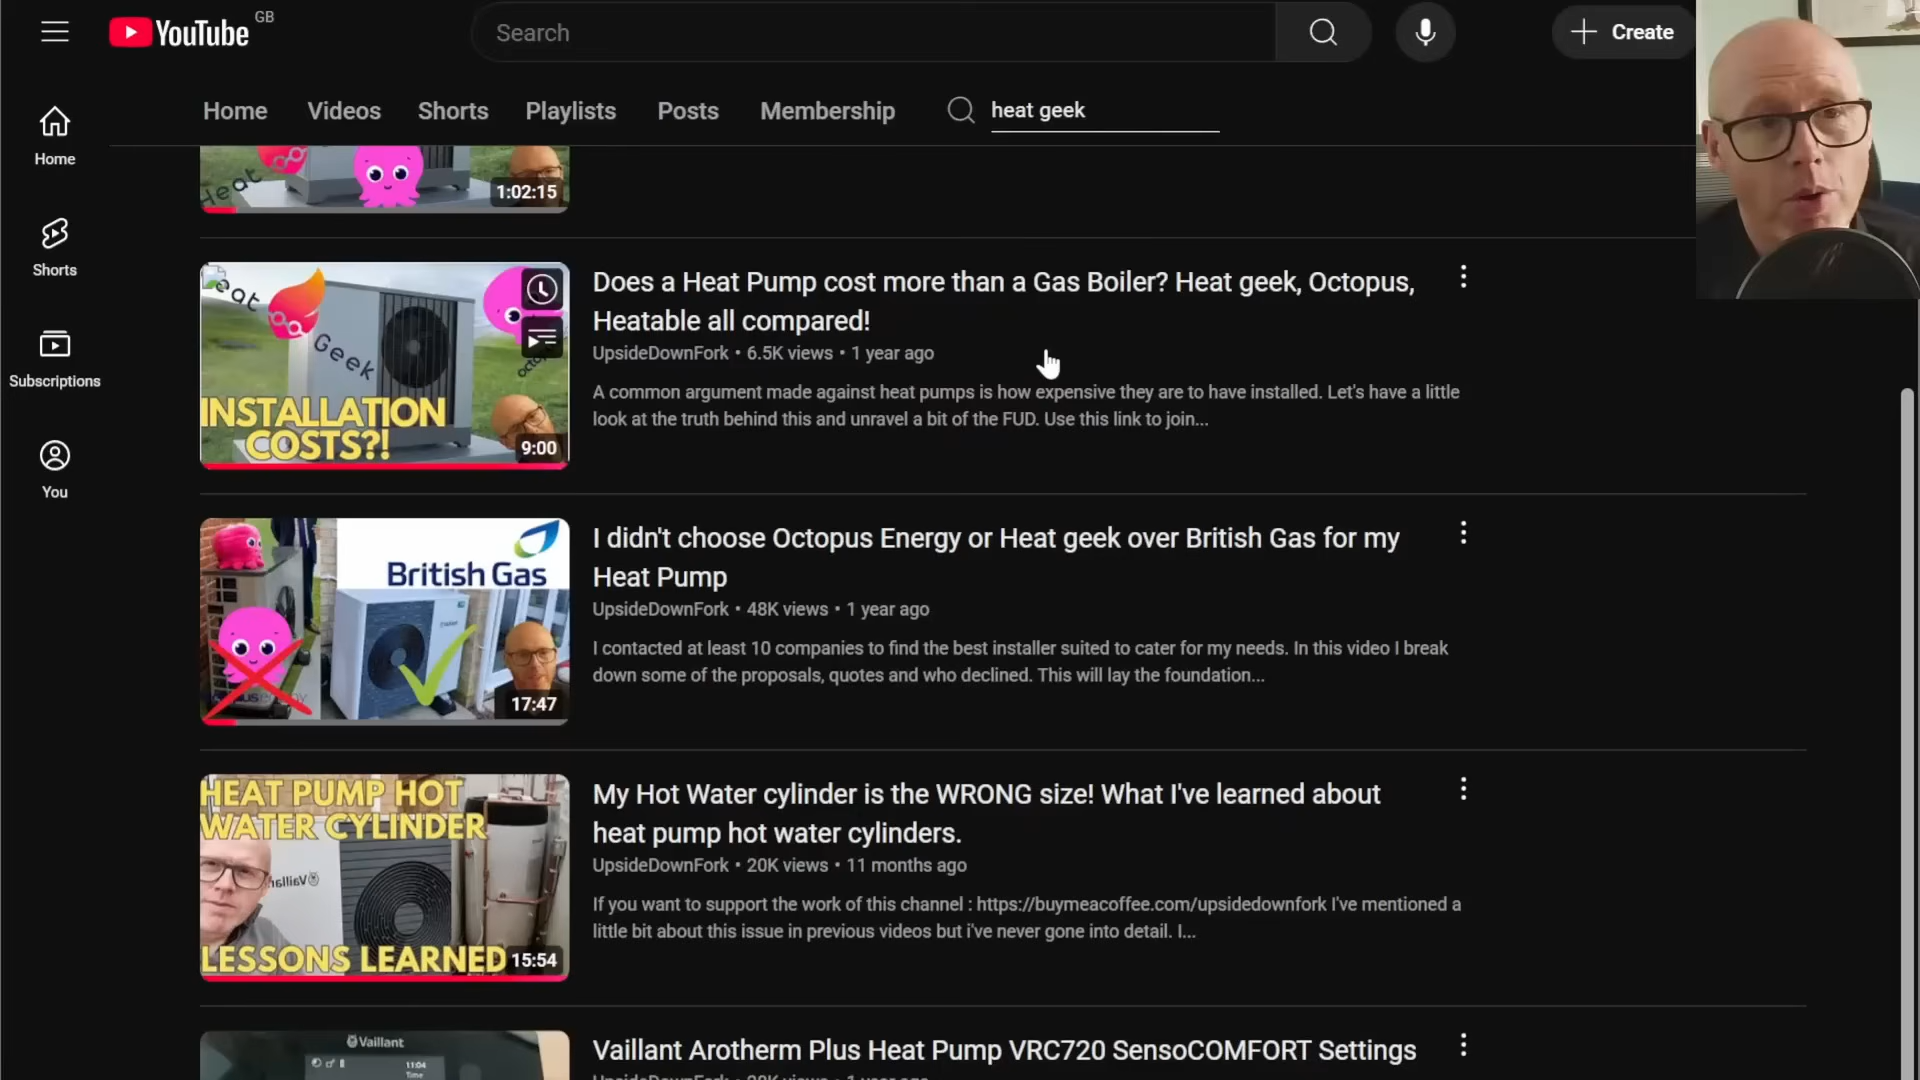 YouTube GB
Search
Create
Home Videos Shorts Playlists Posts Membership heat geek
Home
Shorts
Subscriptions
You
Heat
1:02:15
Heat
Geek
INSTALLATION
COSTS?!
9:00
Does a Heat Pump cost more than a Gas Boiler? Heat geek, Octopus,
Heatable all compared!
UpsideDownFork • 6.5K views • 1 year ago
A common argument made against heat pumps is how expensive they are to have installed. Let's have a little
look at the truth behind this and unravel a bit of the FUD. Use this link to join...
British Gas
17:47
I didn't choose Octopus Energy or Heat geek over British Gas for my
Heat Pump
UpsideDownFork • 48K views • 1 year ago
I contacted at least 10 companies to find the best installer suited to cater for my needs. In this video I break
down some of the proposals, quotes and who declined. This will lay the foundation...
HEAT PUMP HOT
WATER CYLINDER
Vaillant
LESSONS LEARNED
15:54
My Hot Water cylinder is the WRONG size! What I've learned about
heat pump hot water cylinders.
UpsideDownFork • 20K views • 11 months ago
If you want to support the work of this channel : https://buymeacoffee.com/upsidedownfork I've mentioned a
little bit about this issue in previous videos but i've never gone into detail. I...
Vaillant
11:04
Time
Vaillant Arotherm Plus Heat Pump VRC720 SensoCOMFORT Settings